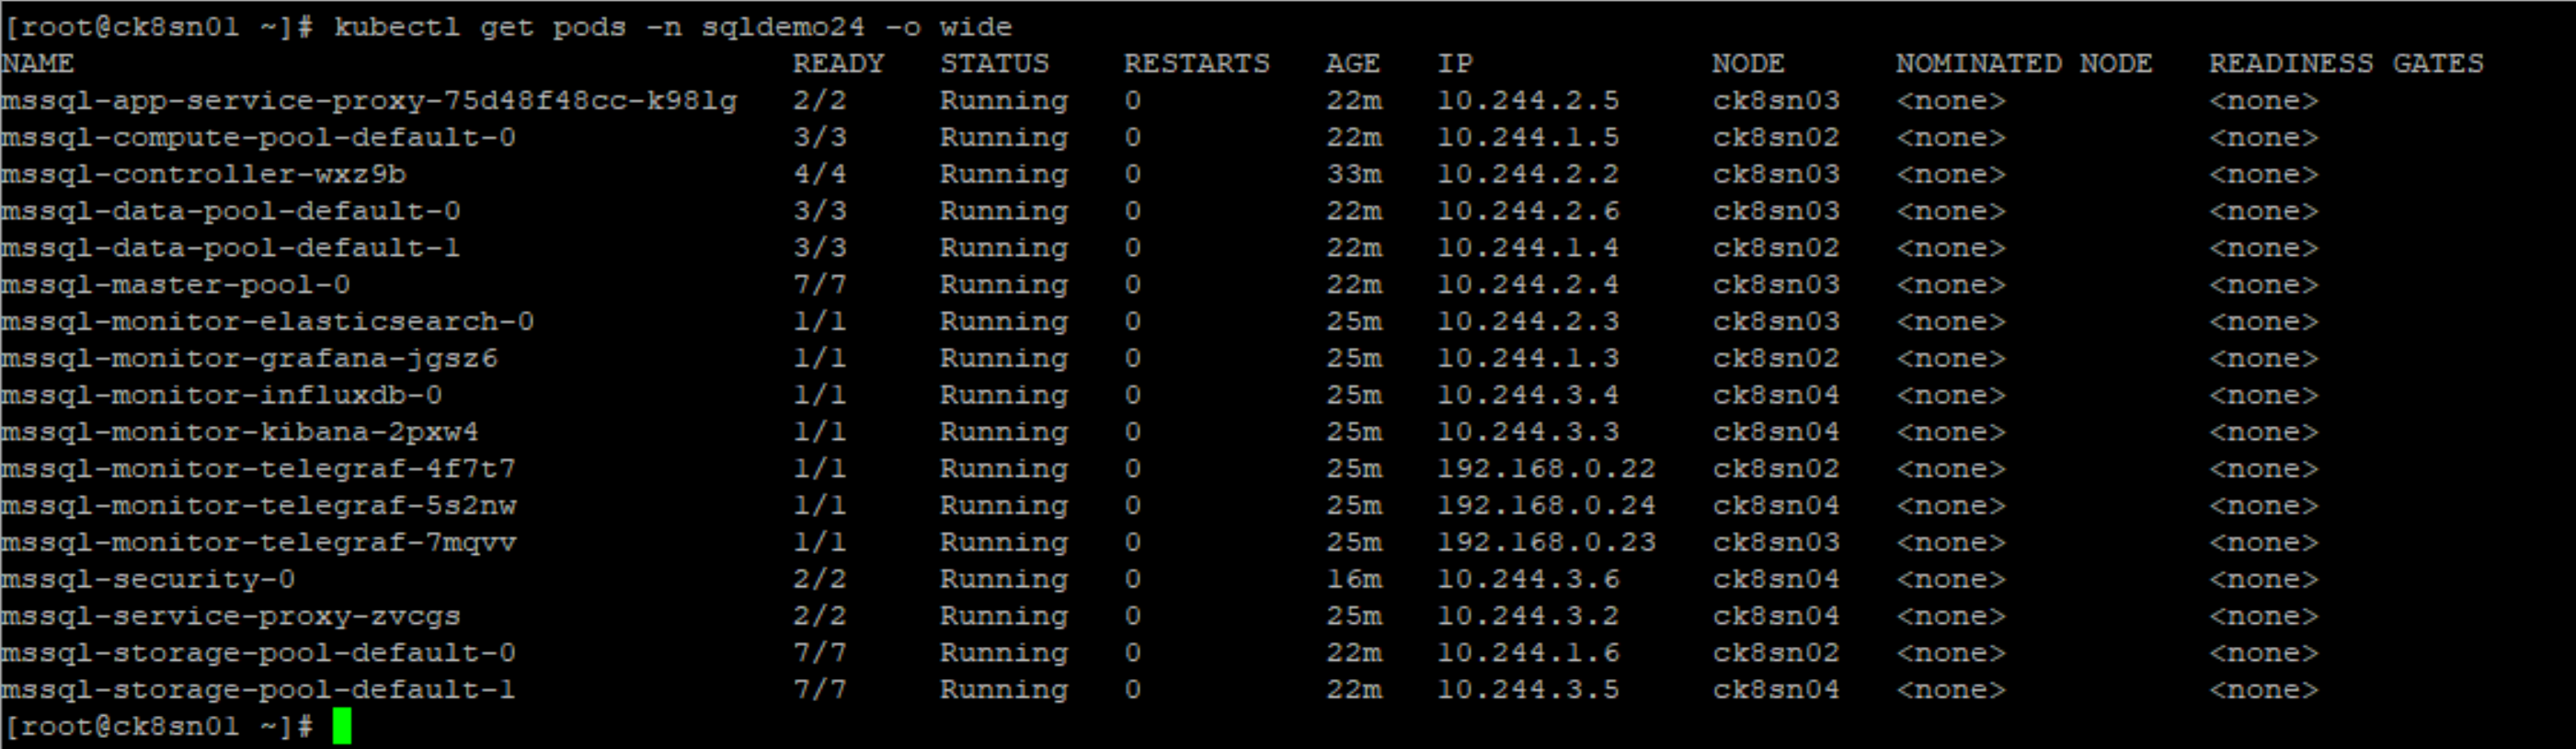 [root@ck8sn01 ~]# kubectl get pods -n sqldemo24 -o wide
NAME READY STATUS RESTARTS AGE IP NODE NOMINATED NODE READINESS GATES
mssql-app-service-proxy-75d48f48cc-k98lg 2/2 Running 0 22m 10.244.2.5 ck8sn03 <none> <none>
mssql-compute-pool-default-0 3/3 Running 0 22m 10.244.1.5 ck8sn02 <none> <none>
mssql-controller-wxz9b 4/4 Running 0 33m 10.244.2.2 ck8sn03 <none> <none>
mssql-data-pool-default-0 3/3 Running 0 22m 10.244.2.6 ck8sn03 <none> <none>
mssql-data-pool-default-1 3/3 Running 0 22m 10.244.1.4 ck8sn02 <none> <none>
mssql-master-pool-0 7/7 Running 0 22m 10.244.2.4 ck8sn03 <none> <none>
mssql-monitor-elasticsearch-0 1/1 Running 0 25m 10.244.2.3 ck8sn03 <none> <none>
mssql-monitor-grafana-jgsz6 1/1 Running 0 25m 10.244.1.3 ck8sn02 <none> <none>
mssql-monitor-influxdb-0 1/1 Running 0 25m 10.244.3.4 ck8sn04 <none> <none>
mssql-monitor-kibana-2pxw4 1/1 Running 0 25m 10.244.3.3 ck8sn04 <none> <none>
mssql-monitor-telegraf-4f7t7 1/1 Running 0 25m 192.168.0.22 ck8sn02 <none> <none>
mssql-monitor-telegraf-5s2nw 1/1 Running 0 25m 192.168.0.24 ck8sn04 <none> <none>
mssql-monitor-telegraf-7mqvv 1/1 Running 0 25m 192.168.0.23 ck8sn03 <none> <none>
mssql-security-0 2/2 Running 0 16m 10.244.3.6 ck8sn04 <none> <none>
mssql-service-proxy-zvcgs 2/2 Running 0 25m 10.244.3.2 ck8sn04 <none> <none>
mssql-storage-pool-default-0 7/7 Running 0 22m 10.244.1.6 ck8sn02 <none> <none>
mssql-storage-pool-default-1 7/7 Running 0 22m 10.244.3.5 ck8sn04 <none> <none>
[root@ck8sn01 ~]#